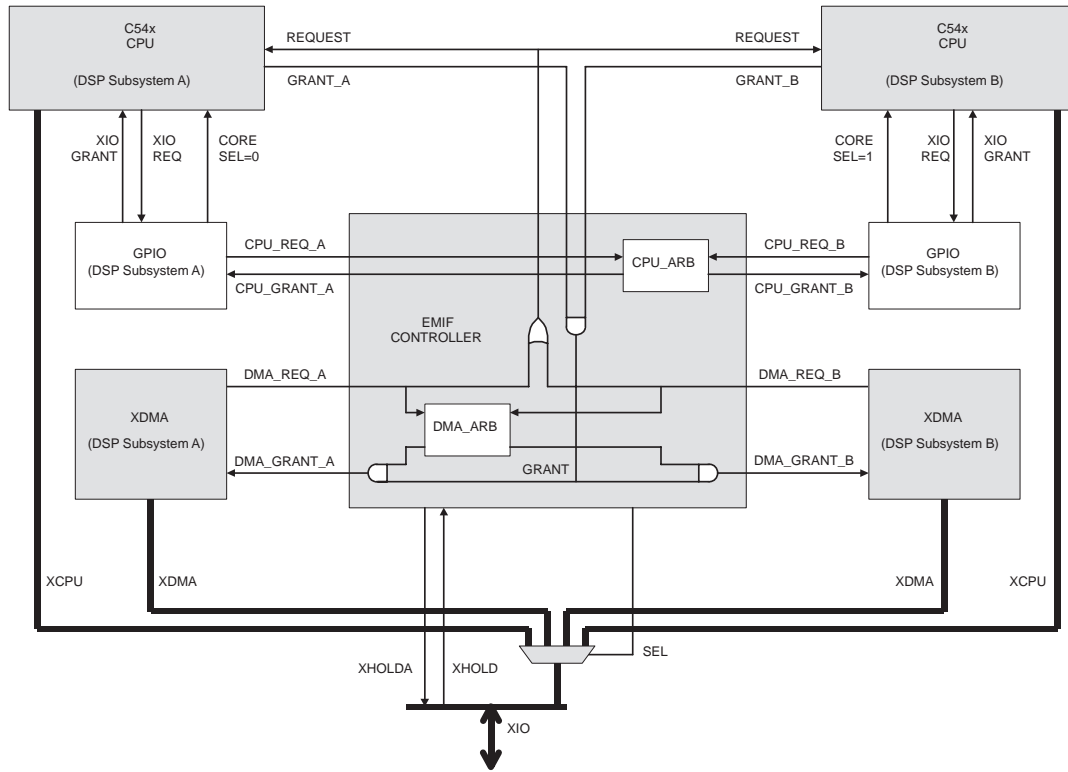 C54x
CPU
(DSP Subsystem A)
REQUEST
REQUEST
C54x
CPU
(DSP Subsystem B)
GRANT_A
GRANT_B
XIO
GRANT
XIO
REQ
CORE
SEL=0
CORE
SEL=1
XIO
REQ
XIO
GRANT
GPIO
(DSP Subsystem A)
CPU_REQ_A
CPU_GRANT_A
CPU_ARB
CPU_REQ_B
CPU_GRANT_B
GPIO
(DSP Subsystem B)
EMIF
CONTROLLER
XDMA
(DSP Subsystem A)
DMA_REQ_A
DMA_GRANT_A
DMA_ARB
GRANT
DMA_REQ_B
DMA_GRANT_B
XDMA
(DSP Subsystem B)
XCPU
XDMA
XDMA
XCPU
XHOLDA
XHOLD
SEL
XIO